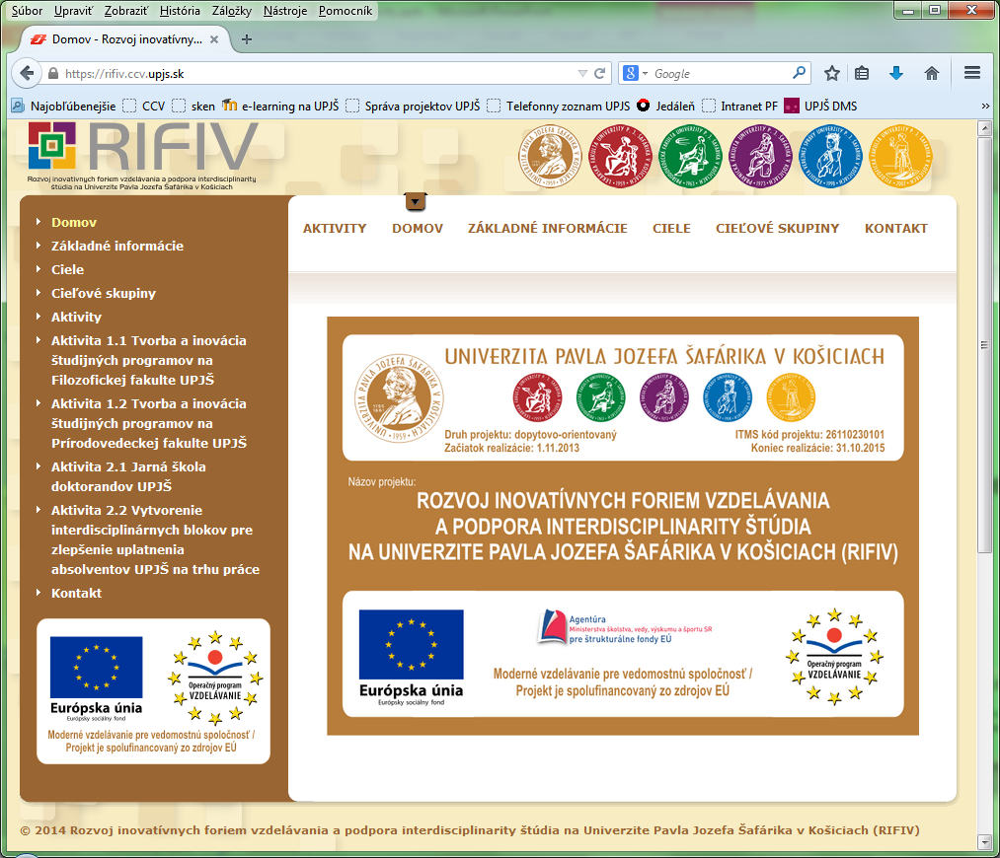 Súbor Upraviť Zobraziť História Záložky Nástroje Pomocník
Domov - Rozvoj inovatívny...
https://rifiv.ccv.upjs.sk
Google
Najobľúbenejšie CCV sken e-learning na UPJŠ Správa projektov UPJŠ Telefonny zoznam UPJS Jedáleň Intranet PF UPJŠ DMS
RIFIV
Rozvoj inovatívnych foriem vzdelávania a podpora interdisciplinarity
štúdia na Univerzite Pavla Jozefa Šafárika v Košiciach
Domov
Základné informácie
Ciele
Cieľové skupiny
Aktivity
Aktivita 1.1 Tvorba a inovácia
študijných programov na
Filozofickej fakulte UPJŠ
Aktivita 1.2 Tvorba a inovácia
študijných programov na
Prírodovedeckej fakulte UPJŠ
Aktivita 2.1 Jarná škola
doktorandov UPJŠ
Aktivita 2.2 Vytvorenie
interdisciplinárnych blokov pre
zlepšenie uplatnenia
absolventov UPJŠ na trhu práce
Kontakt
Európska únia
Európsky sociálny fond
Operačný program
VZDELÁVANIE
Moderné vzdelávanie pre vedomostnú spoločnosť /
Projekt je spolufinancovaný zo zdrojov EÚ
AKTIVITY DOMOV ZÁKLADNÉ INFORMÁCIE CIELE CIEĽOVÉ SKUPINY KONTAKT
UNIVERZITA PAVLA JOZEFA ŠAFÁRIKA V KOŠICIACH
Druh projektu: dopytovo-orientovaný
Začiatok realizácie: 1.11.2013
ITMS kód projektu: 26110230101
Koniec realizácie: 31.10.2015
Názov projektu:
ROZVOJ INOVATÍVNYCH FORIEM VZDELÁVANIA
A PODPORA INTERDISCIPLINARITY ŠTÚDIA
NA UNIVERZITE PAVLA JOZEFA ŠAFÁRIKA V KOŠICIACH (RIFIV)
Európska únia
Európsky sociálny fond
Agentúra
Ministerstva školstva, vedy, výskumu a športu SR
pre štrukturálne fondy EÚ
Moderné vzdelávanie pre vedomostnú spoločnosť /
Projekt je spolufinancovaný zo zdrojov EÚ
Operačný program
VZDELÁVANIE
© 2014 Rozvoj inovatívnych foriem vzdelávania a podpora interdisciplinarity štúdia na Univerzite Pavla Jozefa Šafárika v Košiciach (RIFIV)